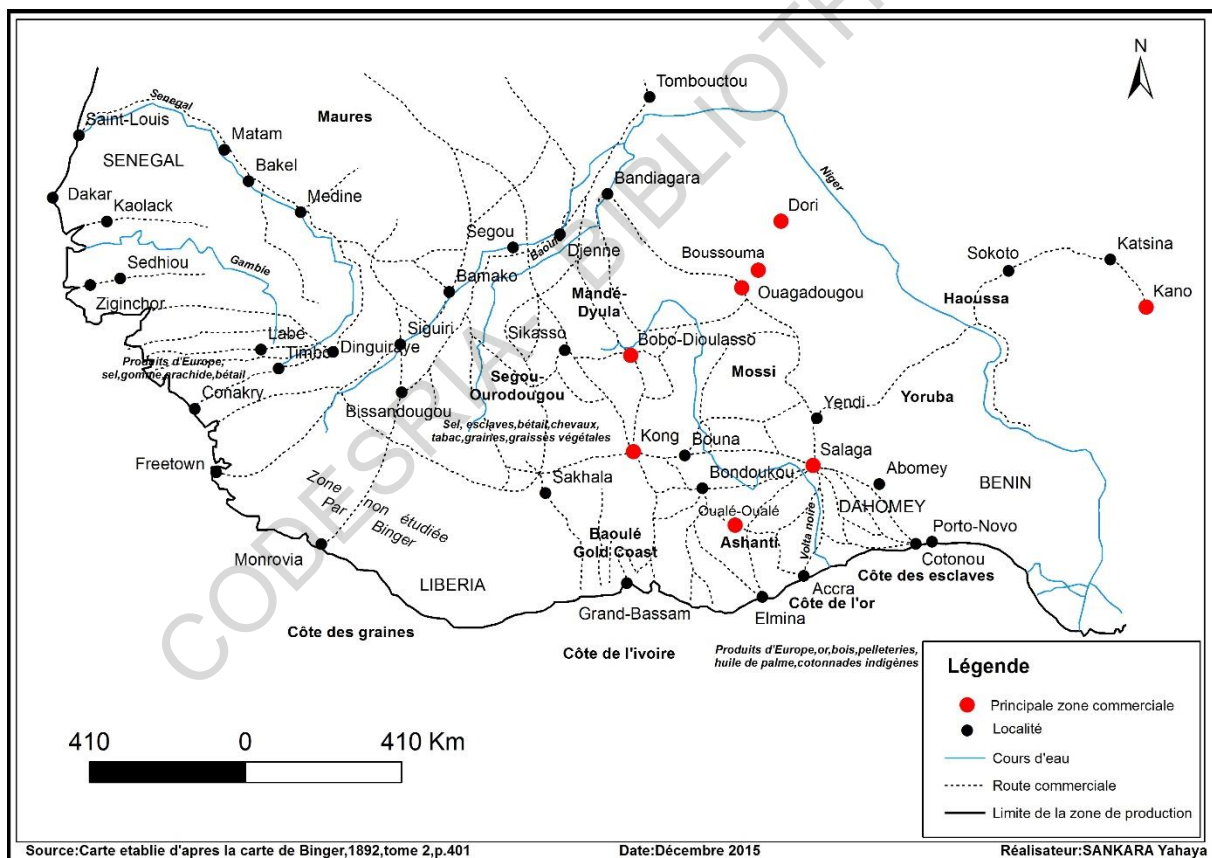 CODESRIA - BIBLIOTH
N
Tombouctou
Senegal
Saint-Louis
Maures
Matam
SENEGAL
Bakel
Bandiagara
Niger
Dakar
Medine
Kaolack
Dori
Segou
Baoul
Djenne
Boussouma
Sokoto
Katsina
Sedhiou
Gambie
Bamako
Ouagadougou
Haoussa
Kano
Ziginchor
Mandé-
Dyula
Labé
Siguiri
Sikasso
Bobo-Dioulasso
Timbo
Dinguiraye
Produits d'Europe,
sel,gomme,arachide,bétail
Mossi
Segou-
Ourodougou
Conakry
Bissandougou
Yendi
Yoruba
Sel, esclaves,bétail,chevaux,
tabac,graines,graisses végétales
Kong
Bouna
Salaga
Freetown
Sakhala
Bondoukou
Abomey
BENIN
Zone non étudiée
Par Binger
Oualé-Oualé
DAHOMEY
Porto-Novo
Baoulé
Gold Coast
Ashanti
Volta noire
Cotonou
Monrovia
LIBERIA
Côte des esclaves
Grand-Bassam
Accra
Côte de l'or
Elmina
Côte des graines
Côte de l'ivoire
Produits d'Europe,or,bois,pelleteries,
huile de palme,cotonnades indigènes
Légende
Principale zone commerciale
Localité
Cours d'eau
Route commerciale
Limite de la zone de production
410 0 410 Km
Source:Carte etablie d'apres la carte de Binger,1892,tome 2,p.401 Date:Décembre 2015 Réalisateur:SANKARA Yahaya